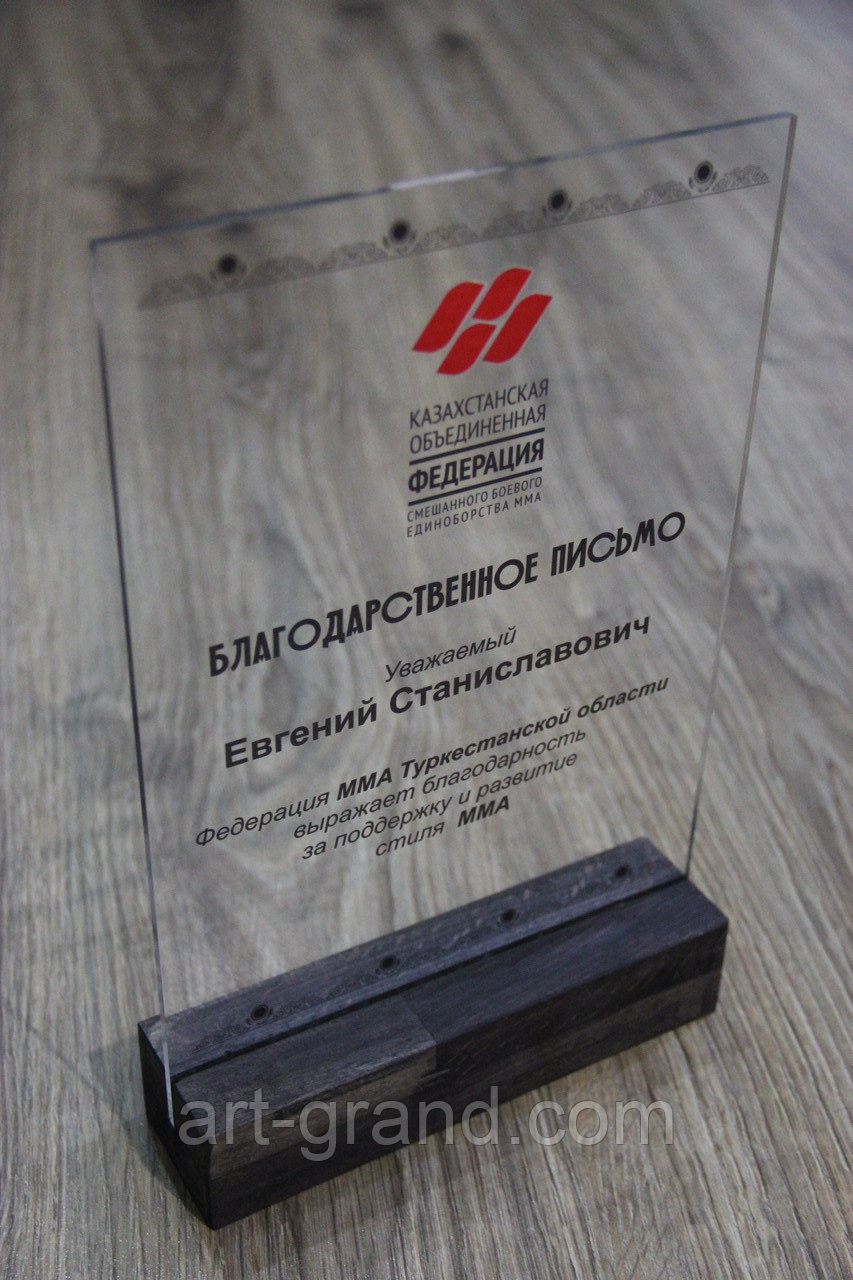 КАЗАХСТАНСКАЯ
ОБЪЕДИНЕННАЯ
ФЕДЕРАЦИЯ
СМЕШАННОГО БОЕВОГО
ЕДИНОБОРСТВА ММА
БЛАГОДАРСТВЕННОЕ ПИСЬМО
Уважаемый
Евгений Станиславович
Федерация ММА Туркестанской области
выражает благодарность
за поддержку и развитие
стиля ММА
art-grand.com